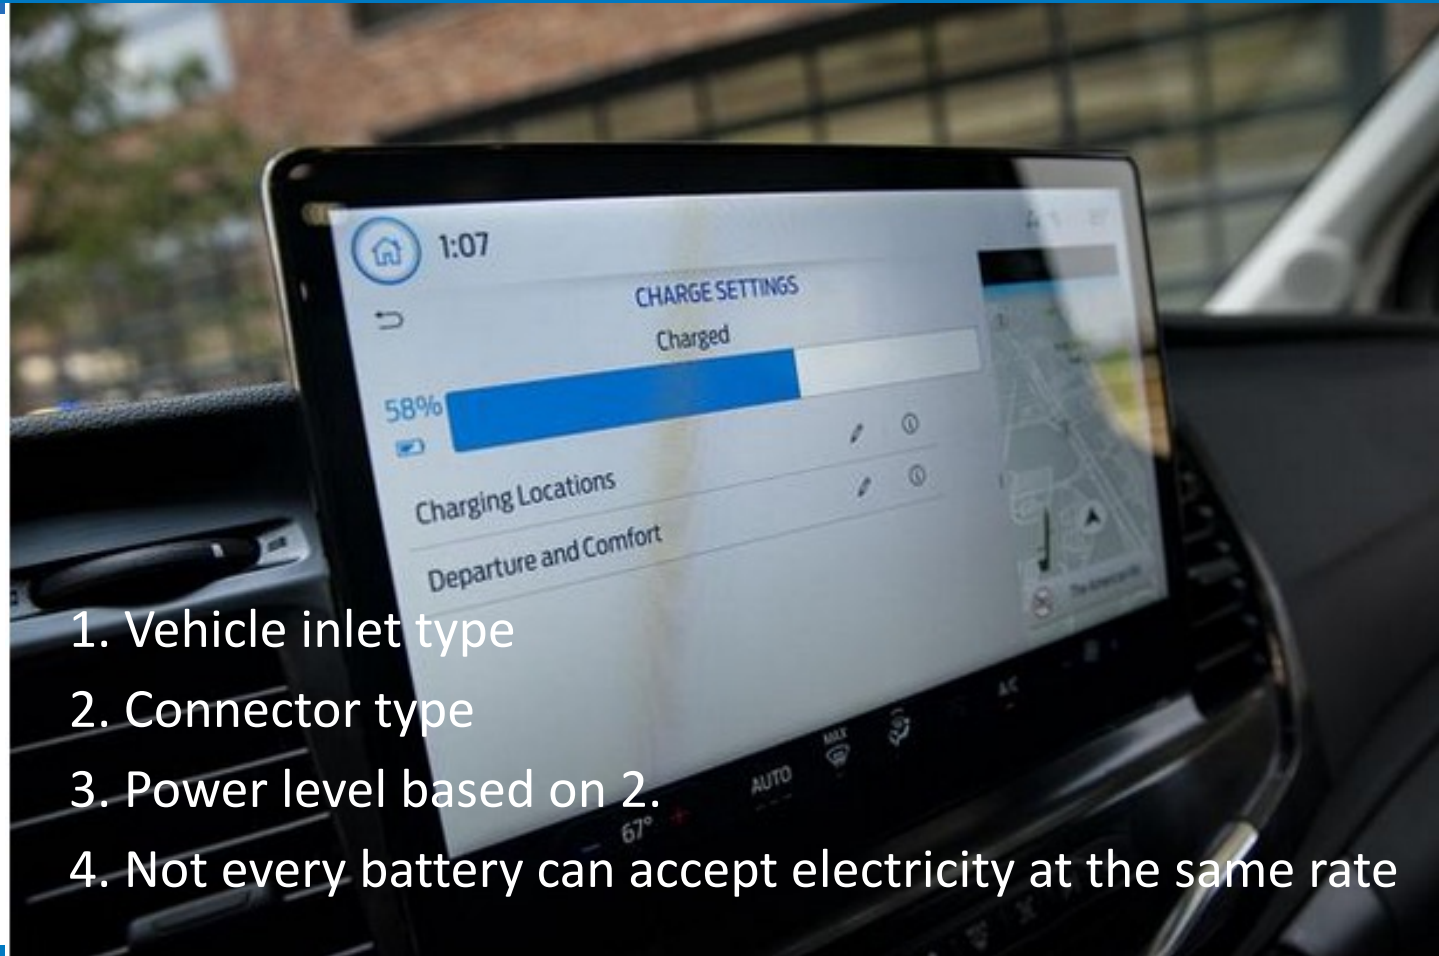 1:07
CHARGE SETTINGS
Charged
58%
Charging Locations
Departure and Comfort
The American
A/C
MAX
AUTO
67°
1. Vehicle inlet type
2. Connector type
3. Power level based on 2.
4. Not every battery can accept electricity at the same rate